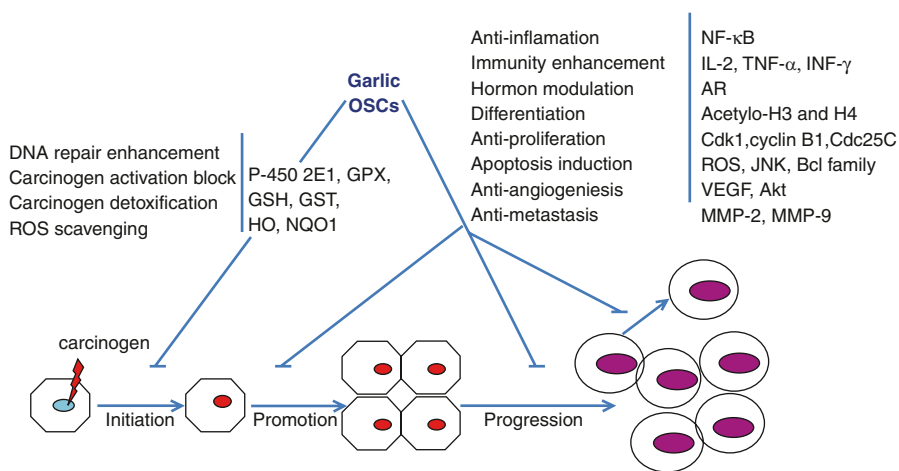 Garlic
OSCs
DNA repair enhancement
Carcinogen activation block
Carcinogen detoxification
ROS scavenging
P-450 2E1, GPX,
GSH, GST,
HO, NQO1
Anti-inflamation
Immunity enhancement
Hormon modulation
Differentiation
Anti-proliferation
Apoptosis induction
Anti-angiogeniesis
Anti-metastasis
NF-κB
IL-2, TNF-α, INF-γ
AR
Acetylo-H3 and H4
Cdk1,cyclin B1,Cdc25C
ROS, JNK, Bcl family
VEGF, Akt
MMP-2, MMP-9
carcinogen
Initiation
Promotion
Progression